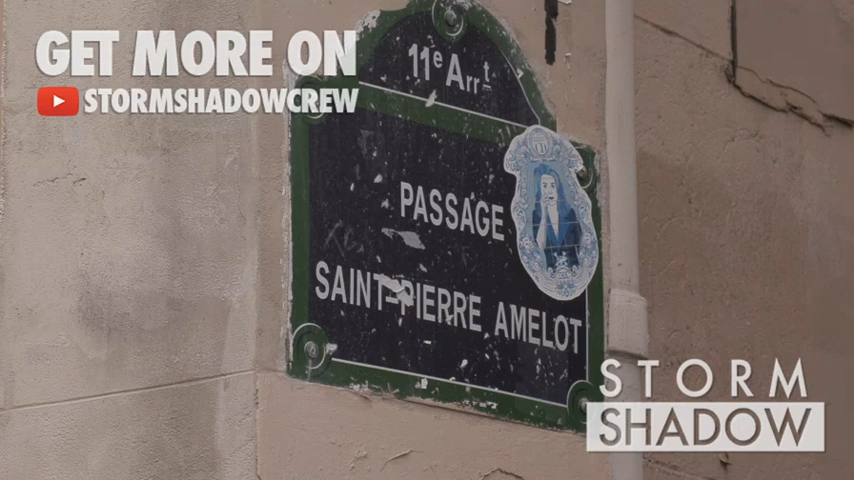 GET MORE ON
STORMSHADOWCREW
11e Arrt
PASSAGE
SAINT-PIERRE AMELOT
STORM
SHADOW